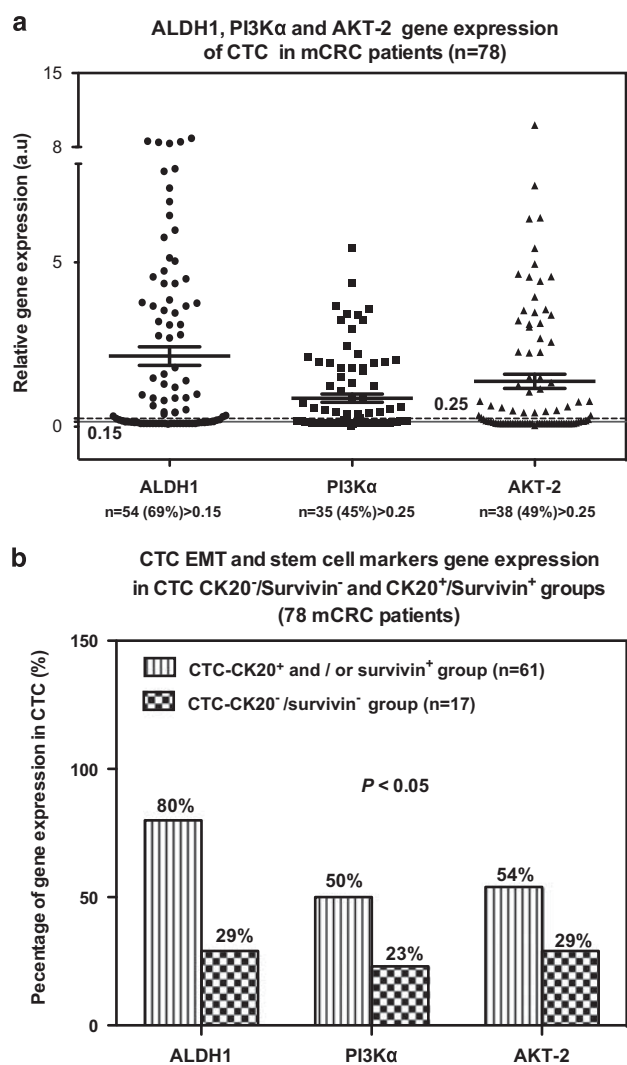 a
ALDH1, PI3Kα and AKT-2 gene expression
of CTC in mCRC patients (n=78)
Relative gene expression (a.u)
15
8
5
0
0.15
0.25
ALDH1
PI3Kα
AKT-2
n=54 (69%)>0.15
n=35 (45%)>0.25
n=38 (49%)>0.25
b
CTC EMT and stem cell markers gene expression
in CTC CK20⁻/Survivin⁻ and CK20⁺/Survivin⁺ groups
(78 mCRC patients)
Pecentage of gene expression in CTC (%)
150
100
50
0
CTC-CK20⁺ and / or survivin⁺ group (n=61)
CTC-CK20⁻/survivin⁻ group (n=17)
P < 0.05
80%
29%
50%
23%
54%
29%
ALDH1
PI3Kα
AKT-2